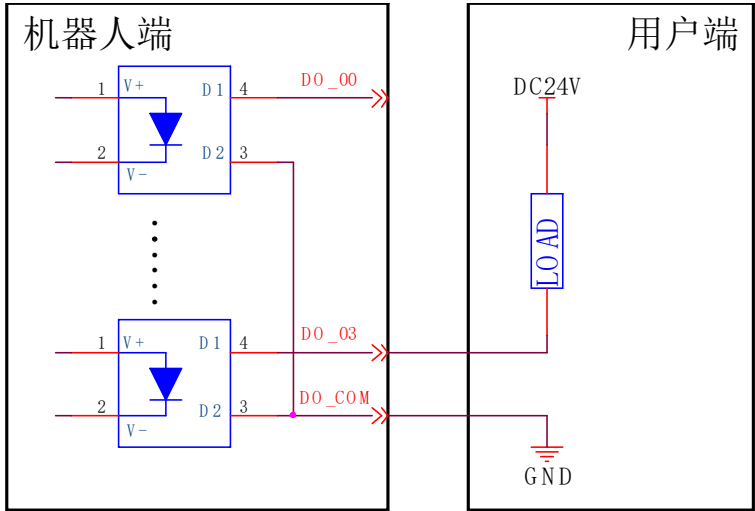 机器人端
用户端
DO_00
1 V+ D1 4
DC24V
2 V- D2 3
LOAD
DO_03
1 V+ D1 4
DO_COM
2 V- D2 3
GND